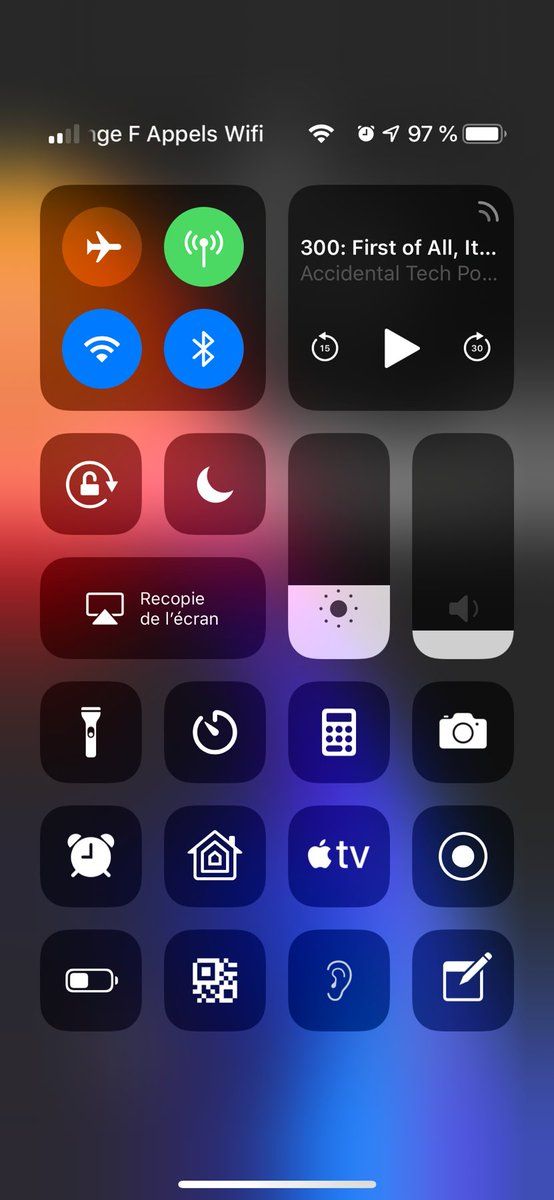 nge F Appels Wifi 97 %
300: First of All, It...
Accidental Tech Po...
15
30
Recopie
de l'écran
tv